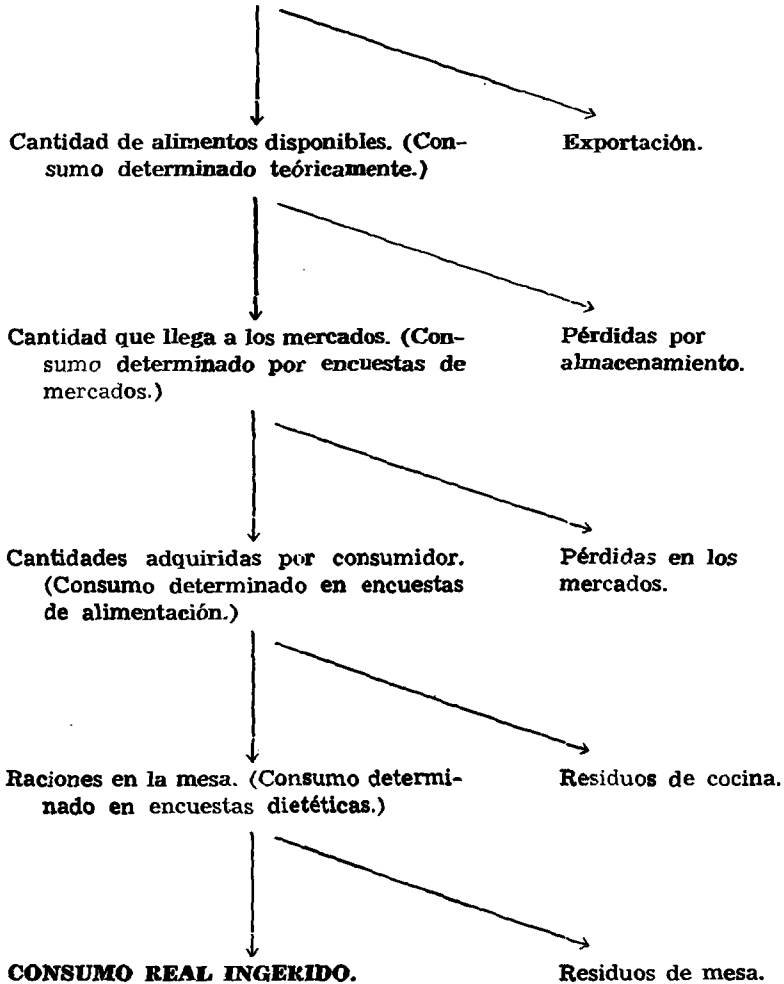 Cantidad de alimentos disponibles. (Con-
sumo determinado teóricamente.)
Exportación.
Cantidad que llega a los mercados. (Con-
sumo determinado por encuestas de
mercados.)
Pérdidas por
almacenamiento.
Cantidades adquiridas por consumidor.
(Consumo determinado en encuestas
de alimentación.)
Pérdidas en los
mercados.
Raciones en la mesa. (Consumo determi-
nado en encuestas dietéticas.)
Residuos de cocina.
CONSUMO REAL INGERIDO.
Residuos de mesa.